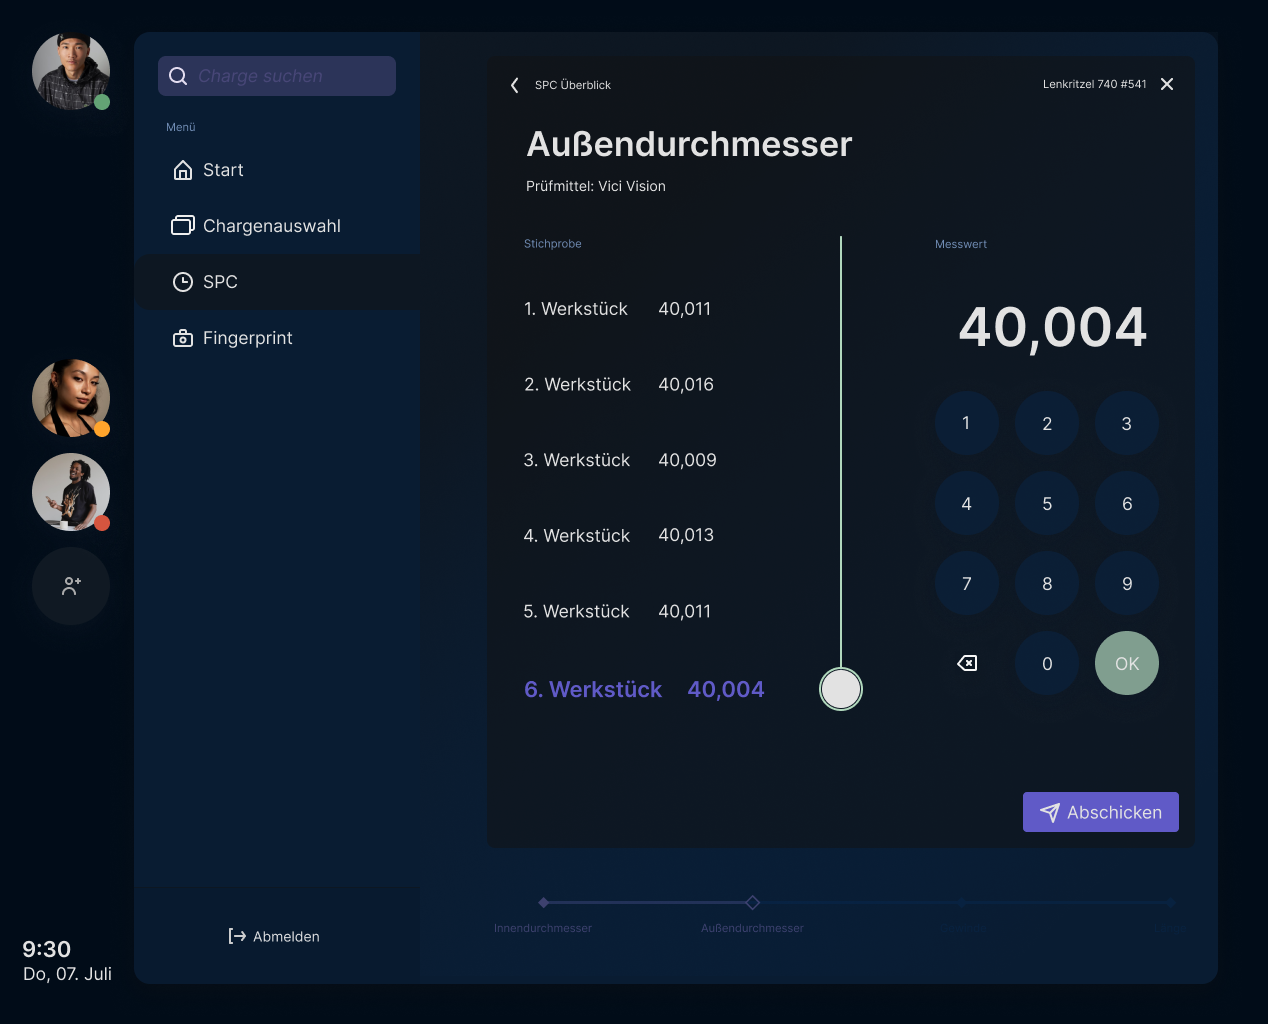 Charge suchen
Menü
Start
Chargenauswahl
SPC
Fingerprint
Abmelden
9:30
Do, 07. Juli
SPC Überblick
Lenkritzel 740 #541
Außendurchmesser
Prüfmittel: Vici Vision
Stichprobe
1. Werkstück 40,011
2. Werkstück 40,016
3. Werkstück 40,009
4. Werkstück 40,013
5. Werkstück 40,011
6. Werkstück 40,004
Messwert
40,004
1 2 3
4 5 6
7 8 9
0 OK
Abschicken
Innendurchmesser
Außendurchmesser